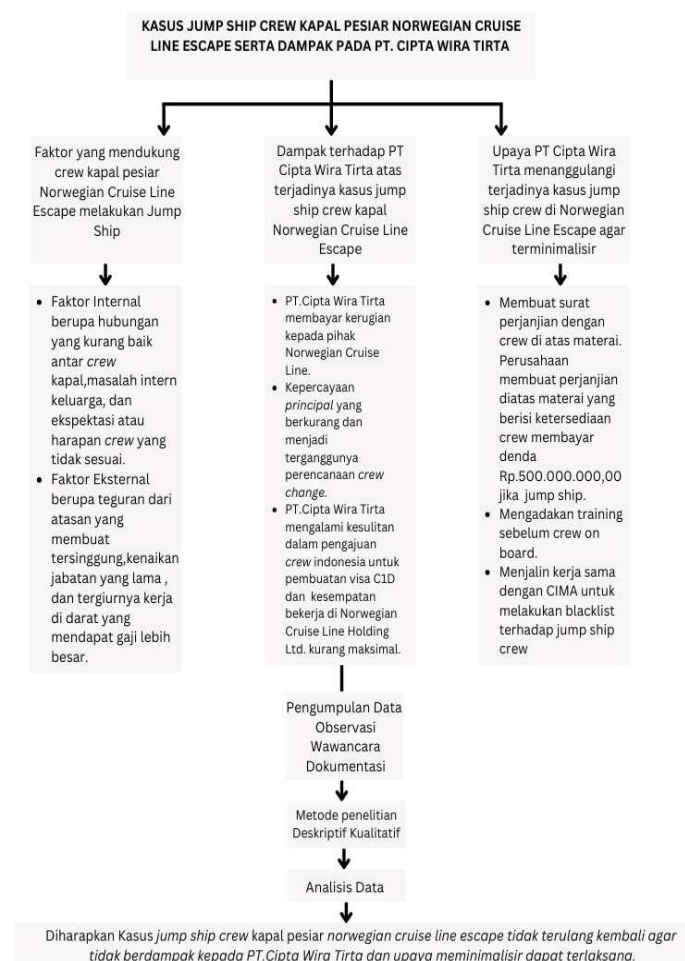 KASUS JUMP SHIP CREW KAPAL PESIAR NORWEGIAN CRUISE
LINE ESCAPE SERTA DAMPAK PADA PT. CIPTA WIRA TIRTA
Faktor yang mendukung
crew kapal pesiar
Norwegian Cruise Line
Escape melakukan Jump
Ship
Dampak terhadap PT
Cipta Wira Tirta atas
terjadinya kasus jump
ship crew kapal
Norwegian Cruise Line
Escape
Upaya PT Cipta Wira
Tirta menanggulangi
terjadinya kasus jump
ship crew di Norwegian
Cruise Line Escape agar
terminimalisir
• Faktor Internal
berupa hubungan
yang kurang baik
antar crew
kapal,masalah intern
keluarga, dan
ekspektasi atau
harapan crew yang
tidak sesuai.
• Faktor Eksternal
berupa teguran dari
atasan yang
membuat
tersinggung,kenaikan
jabatan yang lama ,
dan tergiurnya kerja
di darat yang
mendapat gaji lebih
besar.
• PT.Cipta Wira Tirta
membayar kerugian
kepada pihak
Norwegian Cruise
Line.
• Kepercayaan
principal yang
berkurang dan
menjadi
terganggunya
perencanaan crew
change.
• PT.Cipta Wira Tirta
mengalami kesulitan
dalam pengajuan
crew indonesia untuk
pembuatan visa C1D
dan kesempatan
bekerja di Norwegian
Cruise Line Holding
Ltd. kurang maksimal.
• Membuat surat
perjanjian dengan
crew di atas materai.
Perusahaan
membuat perjanjian
diatas materai yang
berisi ketersediaan
crew membayar
denda
Rp.500.000.000,00
jika jump ship.
• Mengadakan training
sebelum crew on
board.
• Menjalin kerja sama
dengan CIMA untuk
melakukan blacklist
terhadap jump ship
crew
Pengumpulan Data
Observasi
Wawancara
Dokumentasi
Metode penelitian
Deskriptif Kualitatif
Analisis Data
Diharapkan Kasus jump ship crew kapal pesiar norwegian cruise line escape tidak terulang kembali agar
tidak berdampak kepada PT.Cipta Wira Tirta dan upaya meminimalisir dapat terlaksana.